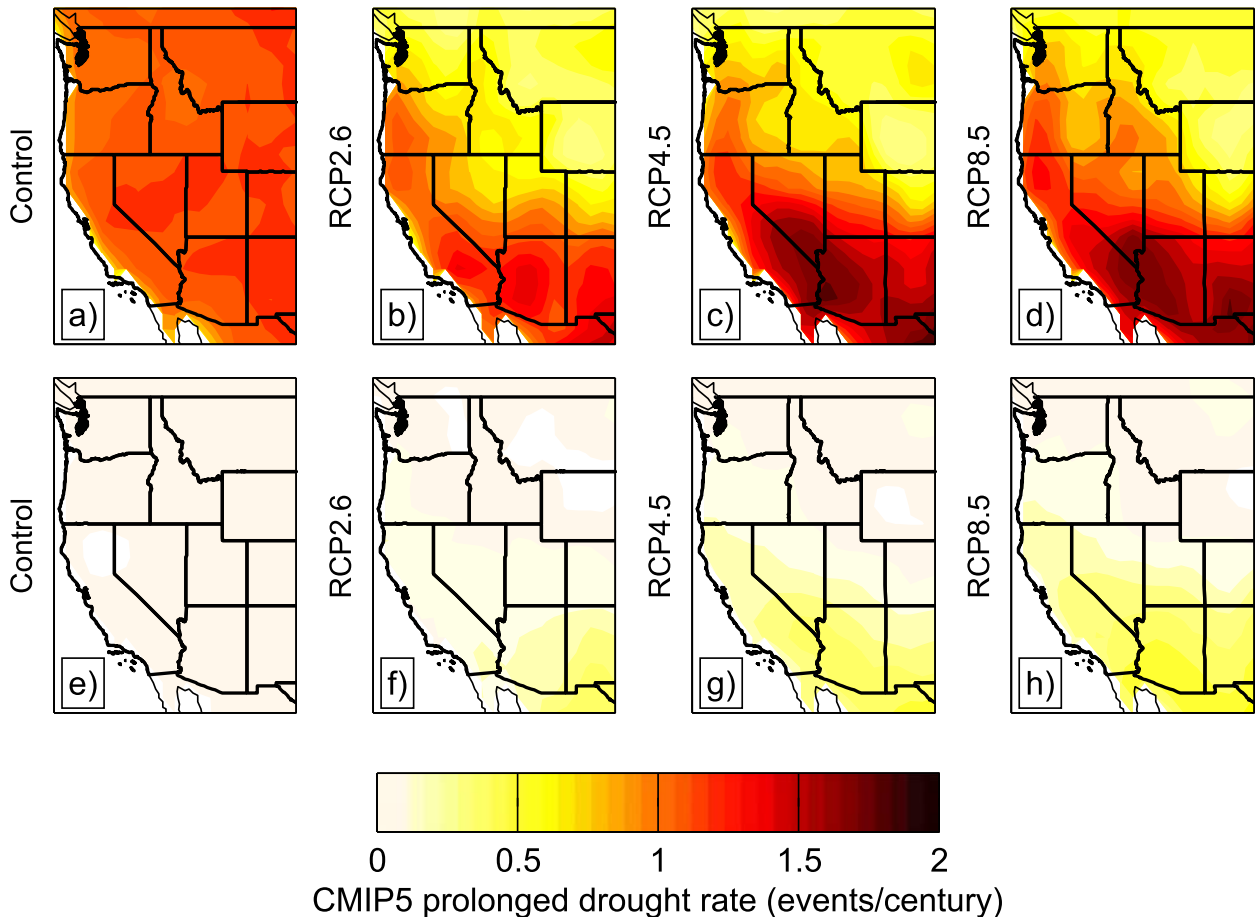 Control
a)
RCP2.6
b)
RCP4.5
c)
RCP8.5
d)
Control
e)
RCP2.6
f)
RCP4.5
g)
RCP8.5
h)
0 0.5 1 1.5 2
CMIP5 prolonged drought rate (events/century)